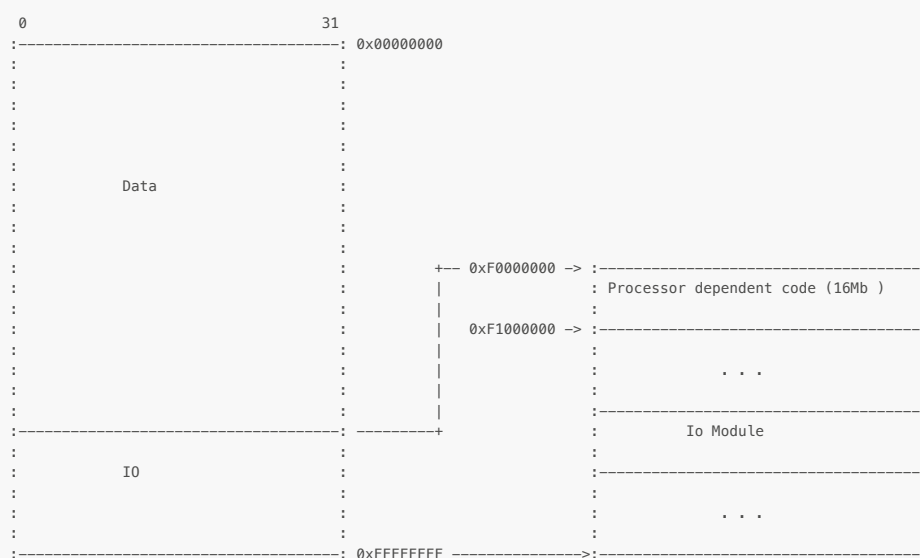 0 31
0x00000000
Data
+-- 0xF0000000 ->
Processor dependent code (16Mb )
0xF1000000 ->
. . .
Io Module
IO
. . .
0xFFFFFFFF --------------->